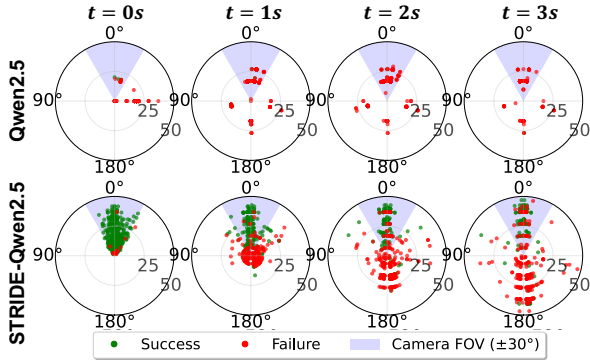 t = 0s t = 1s t = 2s t = 3s
0° 0° 0° 0°
Qwen2.5
90° 90° 90° 90°
25 25 25 25
50 50 50 50
180° 180° 180° 180°
0° 0° 0° 0°
STRIDE-Qwen2.5
90° 90° 90° 90°
25 25 25 25
50 50 50 50
180° 180° 180° 180°
Success Failure Camera FOV (±30°)